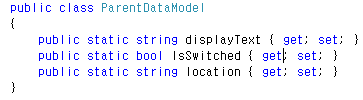 public class ParentDataModel
{
public static string displayText { get; set; }
public static bool IsSwitched { get; set; }
public static string location { get; set; }
}